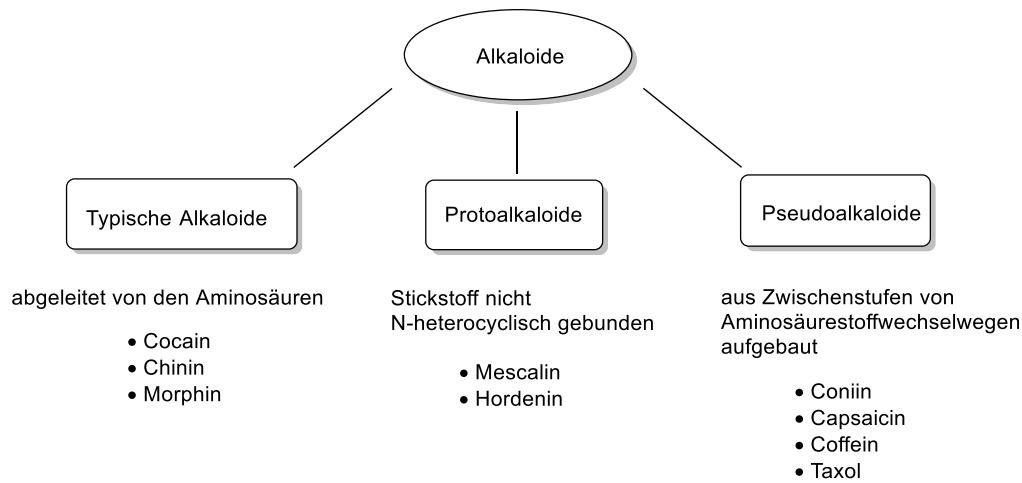 Alkaloide
Typische Alkaloide
abgeleitet von den Aminosäuren
• Cocain
• Chinin
• Morphin
Protoalkaloide
Stickstoff nicht
N-heterocyclisch gebunden
• Mescalin
• Hordenin
Pseudoalkaloide
aus Zwischenstufen von
Aminosäurestoffwechselwegen
aufgebaut
• Coniin
• Capsaicin
• Coffein
• Taxol